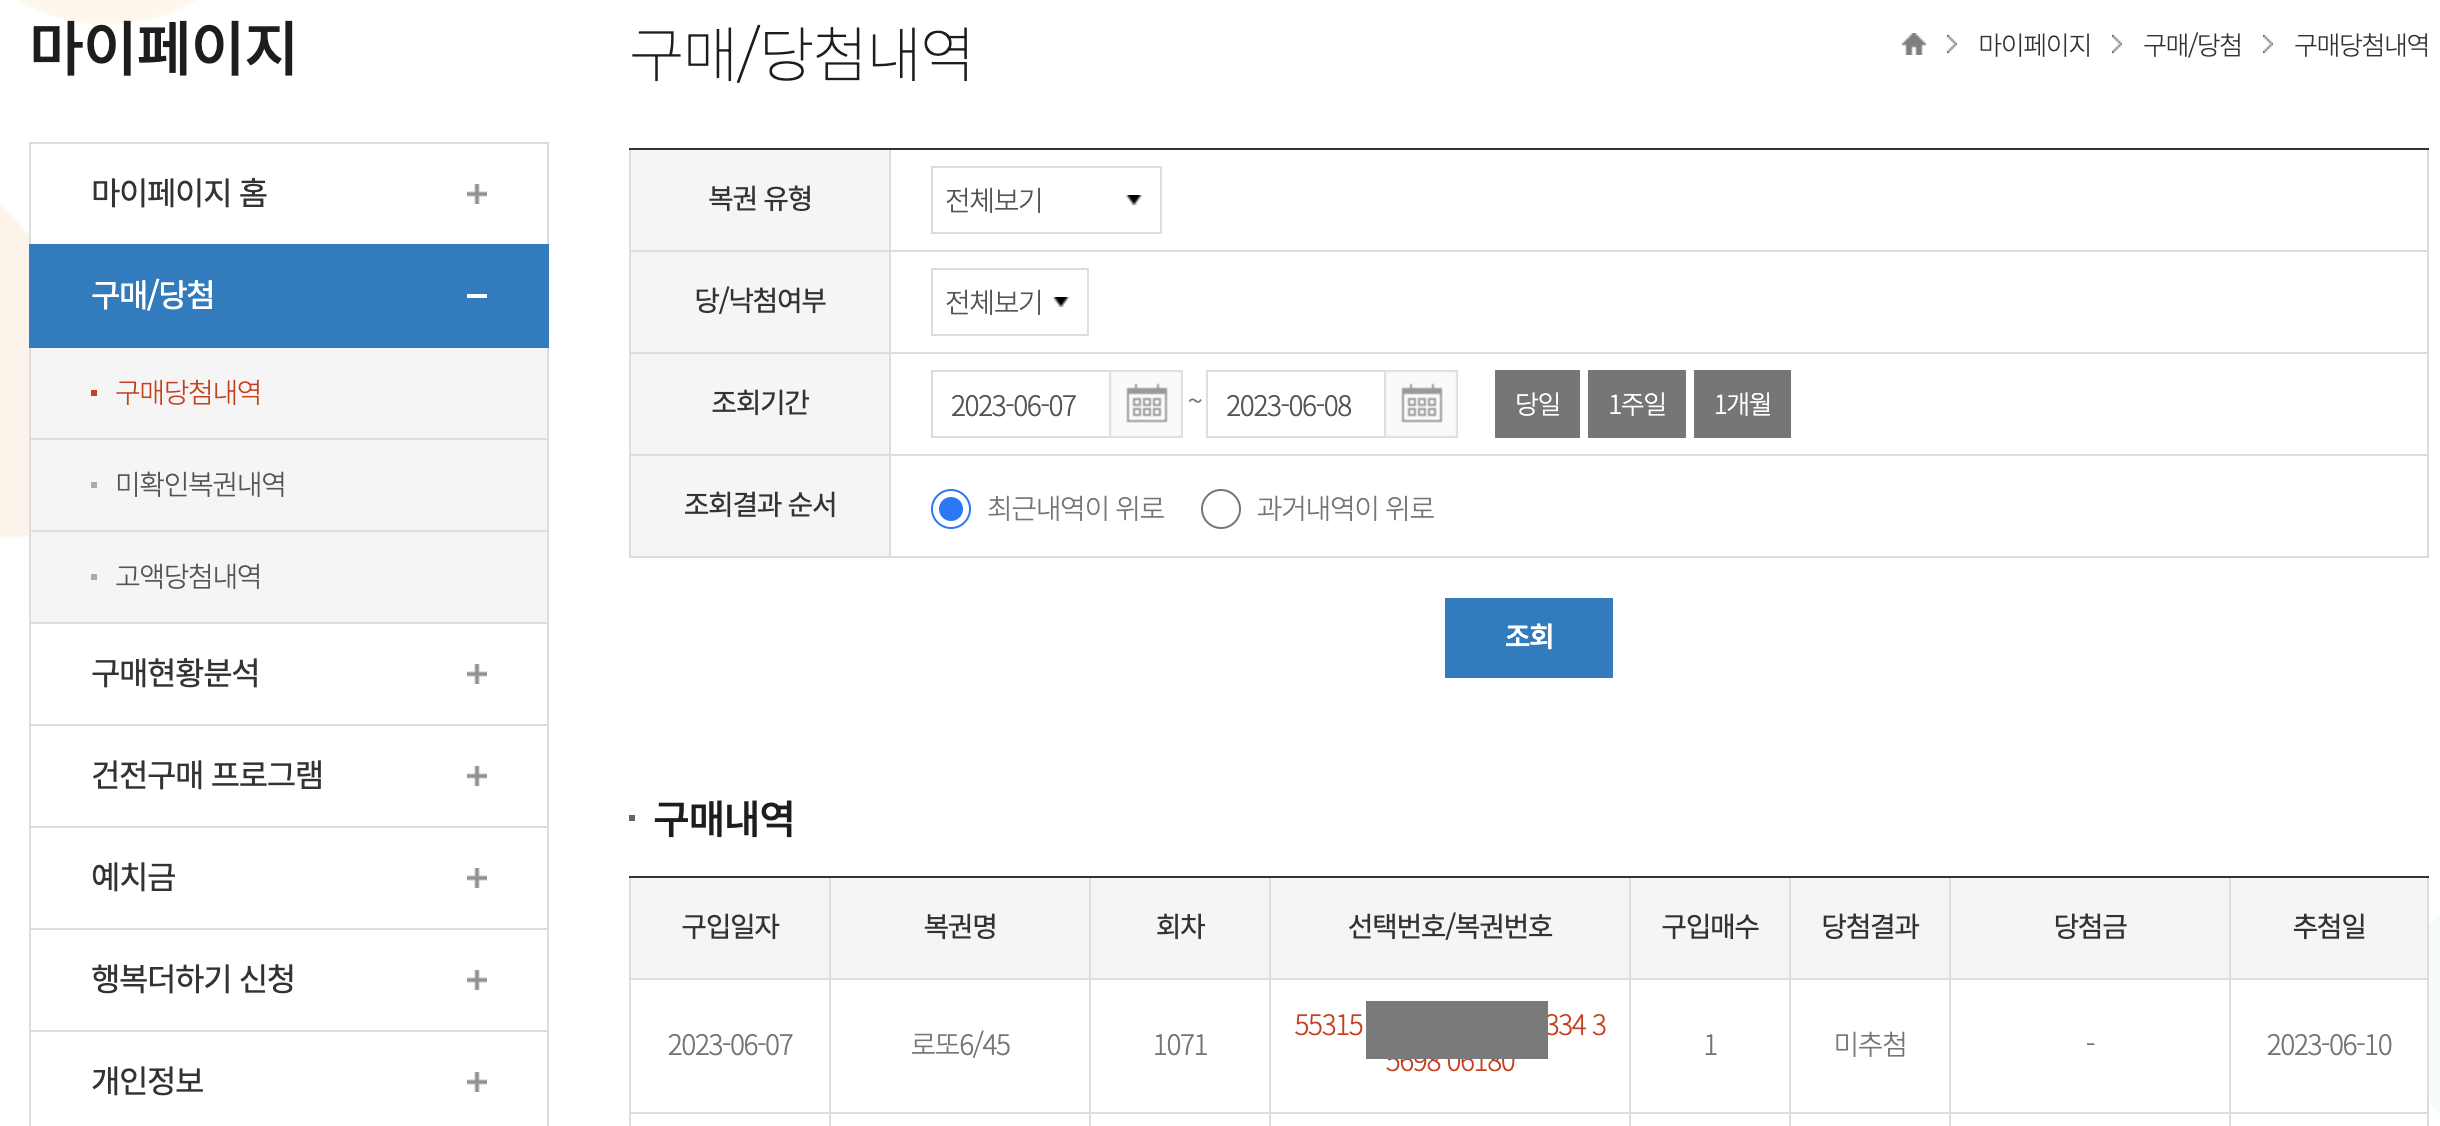 마이페이지
구매/당첨내역
마이페이지 > 구매/당첨 > 구매당첨내역
마이페이지 홈
구매/당첨
구매당첨내역
미확인복권내역
고액당첨내역
구매현황분석
건전구매 프로그램
예치금
행복더하기 신청
개인정보
복권 유형 전체보기
당/낙첨여부 전체보기
조회기간 2023-06-07 ~ 2023-06-08 당일 1주일 1개월
조회결과 순서 최근내역이 위로 과거내역이 위로
조회
구매내역
구입일자 복권명 회차 선택번호/복권번호 구입매수 당첨결과 당첨금 추첨일
2023-06-07 로또6/45 1071 55315 334 3 1 미추첨 - 2023-06-10
5698 06180